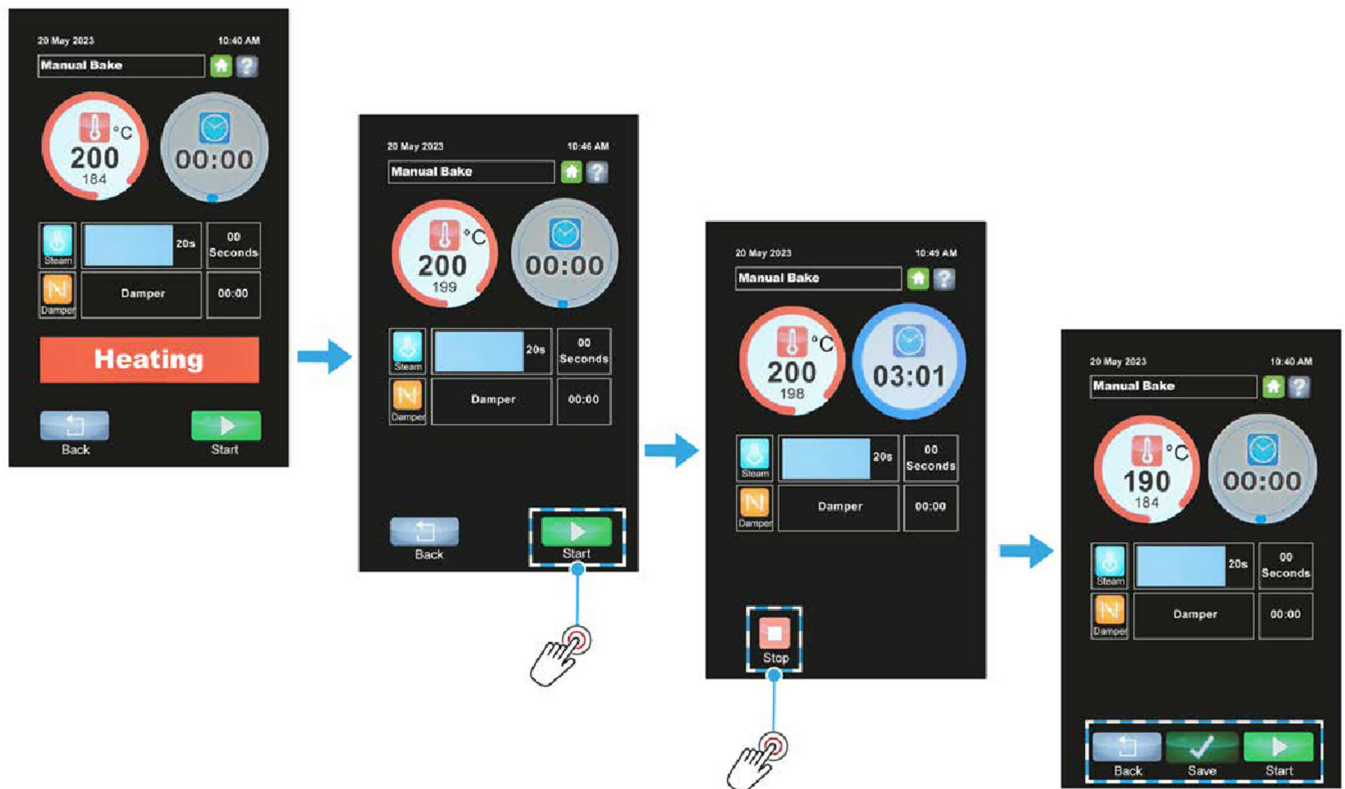 20 May 2023 10:40 AM
Manual Bake ?
°C
200 00:00
184
20s 00
Steam Seconds
Damper 00:00
Damper
Heating
Back Start
20 May 2023 10:46 AM
Manual Bake ?
°C
200 00:00
199
20s 00
Steam Seconds
Damper 00:00
Damper
Back Start
20 May 2023 10:49 AM
Manual Bake ?
°C
200 03:01
198
20s 00
Steam Seconds
Damper 00:00
Damper
Stop
20 May 2023 10:40 AM
Manual Bake ?
°C
190 00:00
184
20s 00
Steam Seconds
Damper 00:00
Damper
Back Save Start